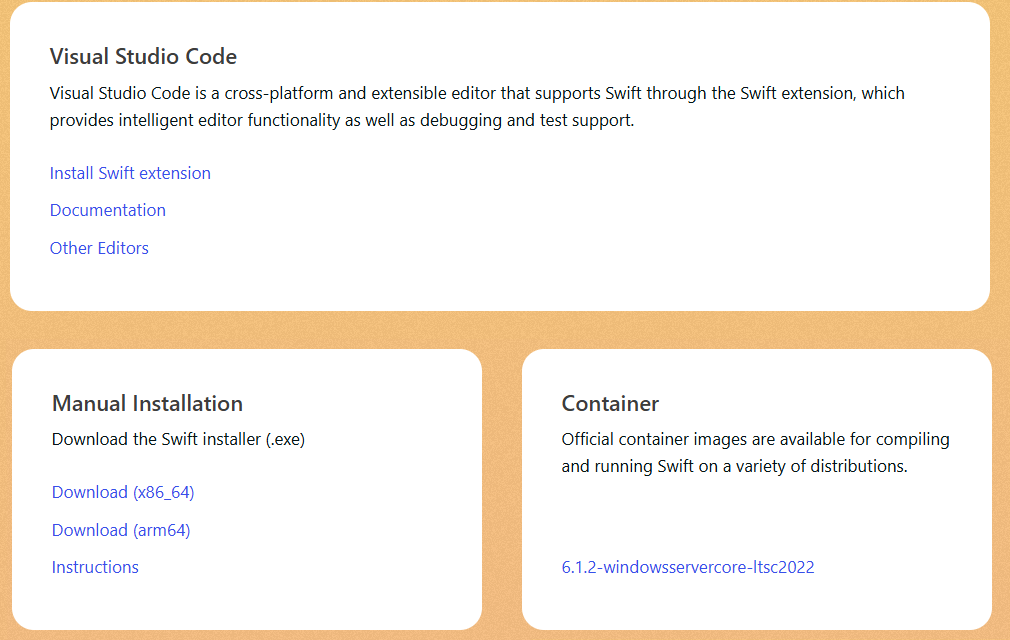 Visual Studio Code
Visual Studio Code is a cross-platform and extensible editor that supports Swift through the Swift extension, which
provides intelligent editor functionality as well as debugging and test support.
Install Swift extension
Documentation
Other Editors
Manual Installation
Download the Swift installer (.exe)
Download (x86_64)
Download (arm64)
Instructions
Container
Official container images are available for compiling
and running Swift on a variety of distributions.
6.1.2-windowsservercore-ltsc2022